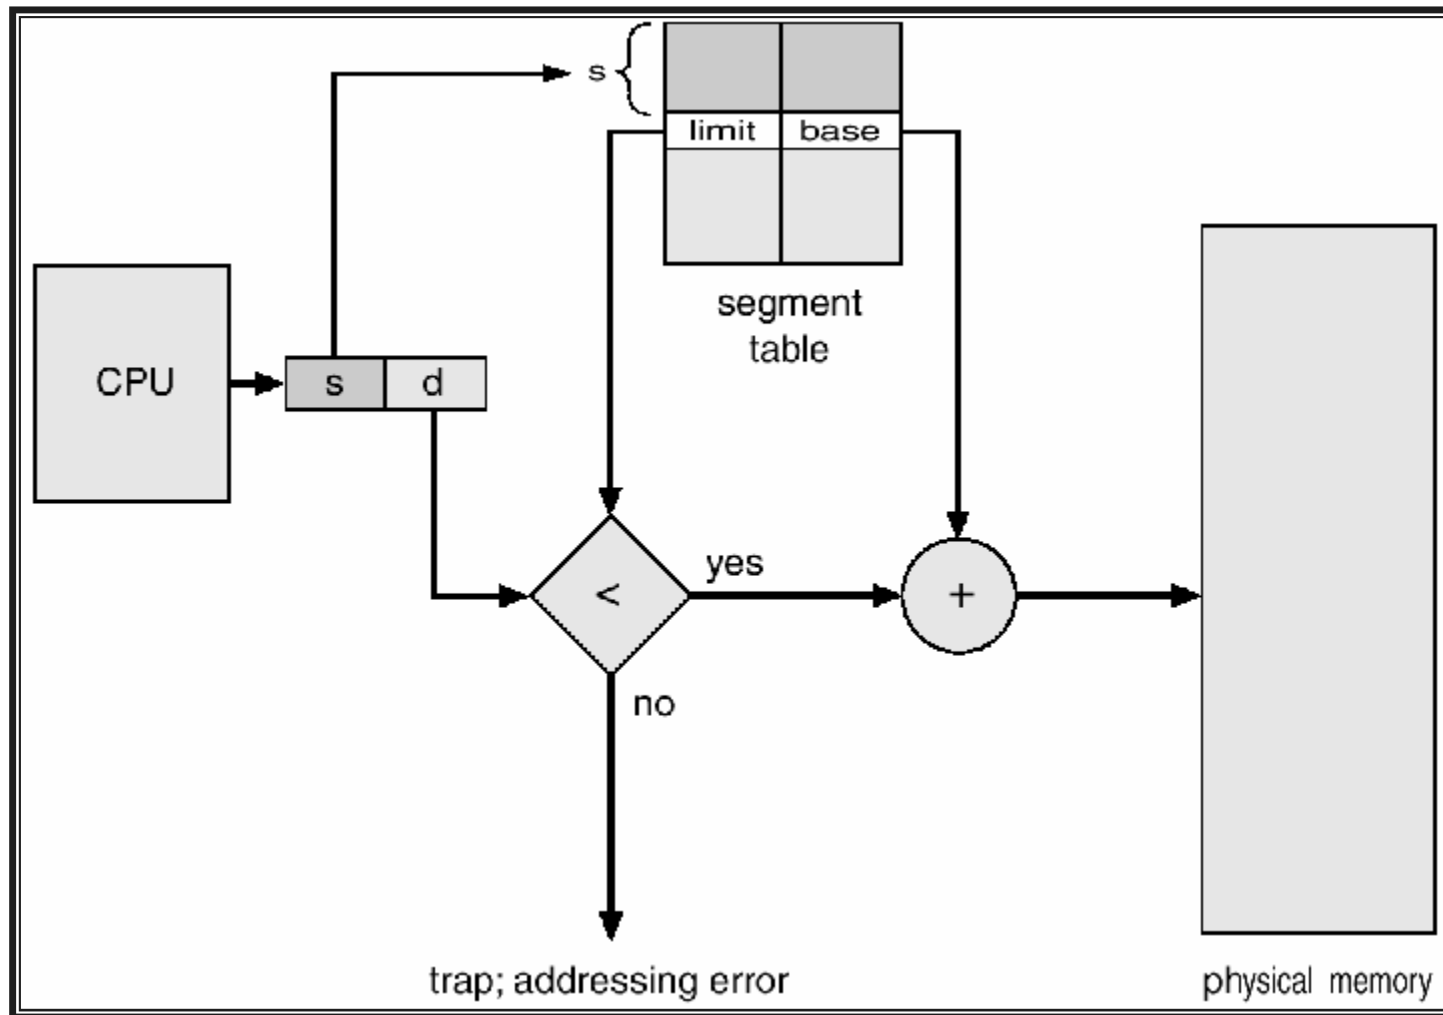 s
limit base
segment
table
CPU
s d
yes
<
+
no
trap; addressing error
physical memory